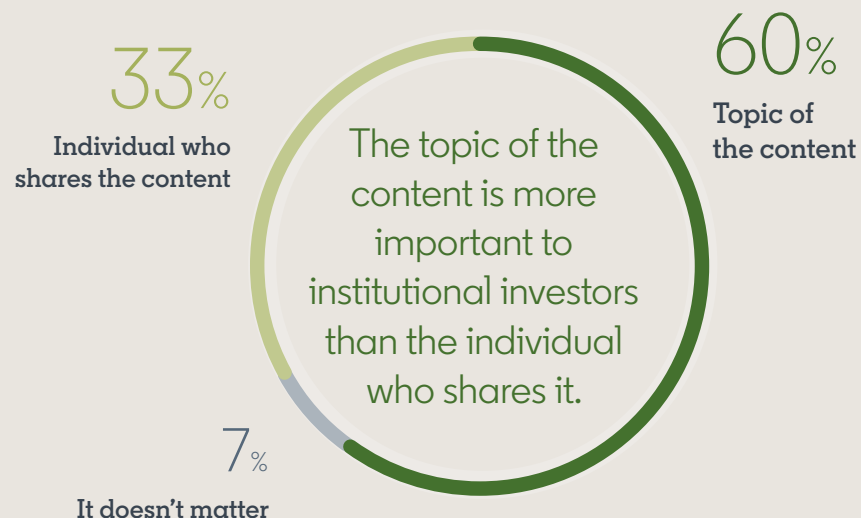 33%
Individual who
shares the content
60%
Topic of
the content
The topic of the
content is more
important to
institutional investors
than the individual
who shares it.
7%
It doesn’t matter